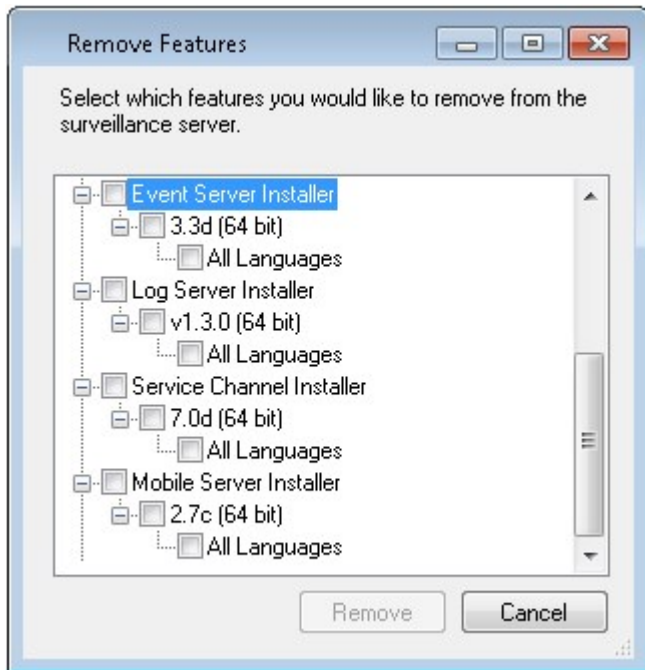 Remove Features
Select which features you would like to remove from the
surveillance server.
Event Server Installer
3.3d (64 bit)
All Languages
Log Server Installer
v1.3.0 (64 bit)
All Languages
Service Channel Installer
7.0d (64 bit)
All Languages
Mobile Server Installer
2.7c (64 bit)
All Languages
Remove
Cancel